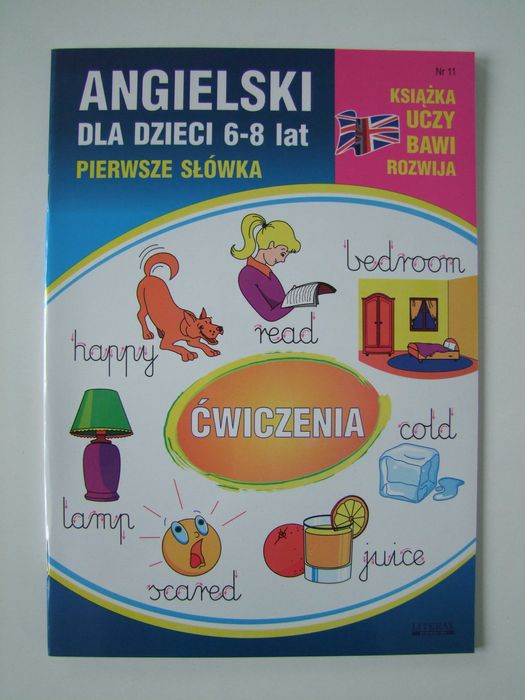 Nr 11
ANGIELSKI
DLA DZIECI 6-8 lat
PIERWSZE SŁÓWKA
KSIĄŻKA
UCZY
BAWI
ROZWIJA
bedroom
read
happy
ĆWICZENIA
cold
lamp
juice
scared
LITERAT